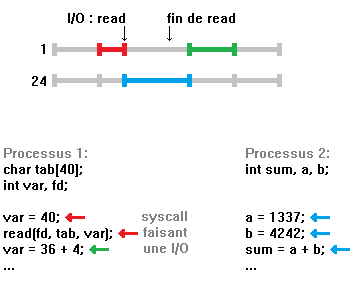 I/O : read fin de read
1
24
Processus 1: Processus 2:
char tab[40]; int sum, a, b;
int var, fd;
var = 40; syscall a = 1337;
read(fd, tab, var); faisant b = 4242;
var = 36 + 4; une I/O sum = a + b;
... ...